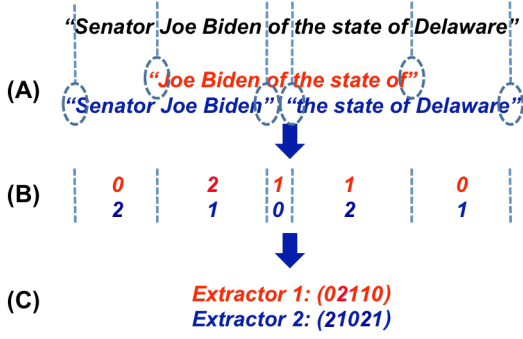 “Senator Joe Biden of the state of Delaware”
(A)
“Joe Biden of the state of”
“Senator Joe Biden” “the state of Delaware”
(B)
0 2 1 1 0
2 1 0 2 1
(C)
Extractor 1: (02110)
Extractor 2: (21021)